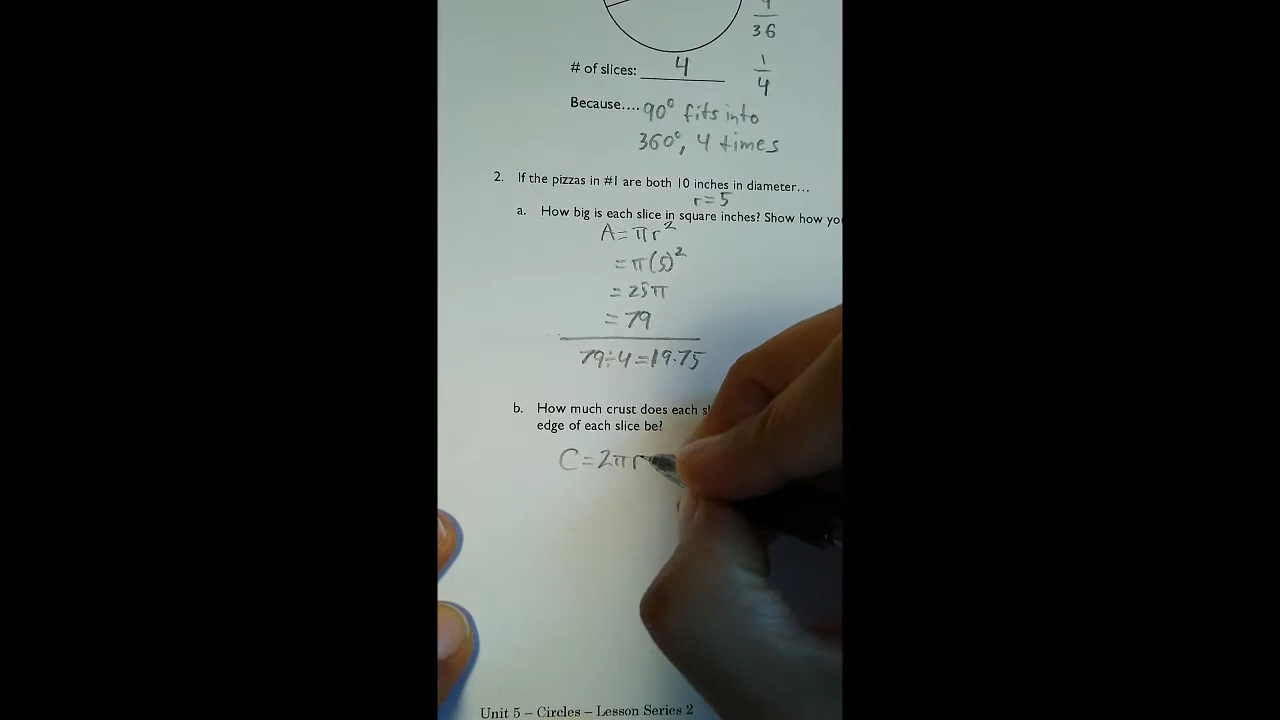 9
36
# of slices: 4
1
4
Because.... 90° fits into
360°, 4 times
2. If the pizzas in #1 are both 10 inches in diameter...
r=5
a. How big is each slice in square inches? Show how
A=πr²
=π(5)²
=25π
=79
79÷4=19.75
b. How much crust does each
edge of each slice be?
C=2πr
Unit 5 – Circles – Lesson Series 2